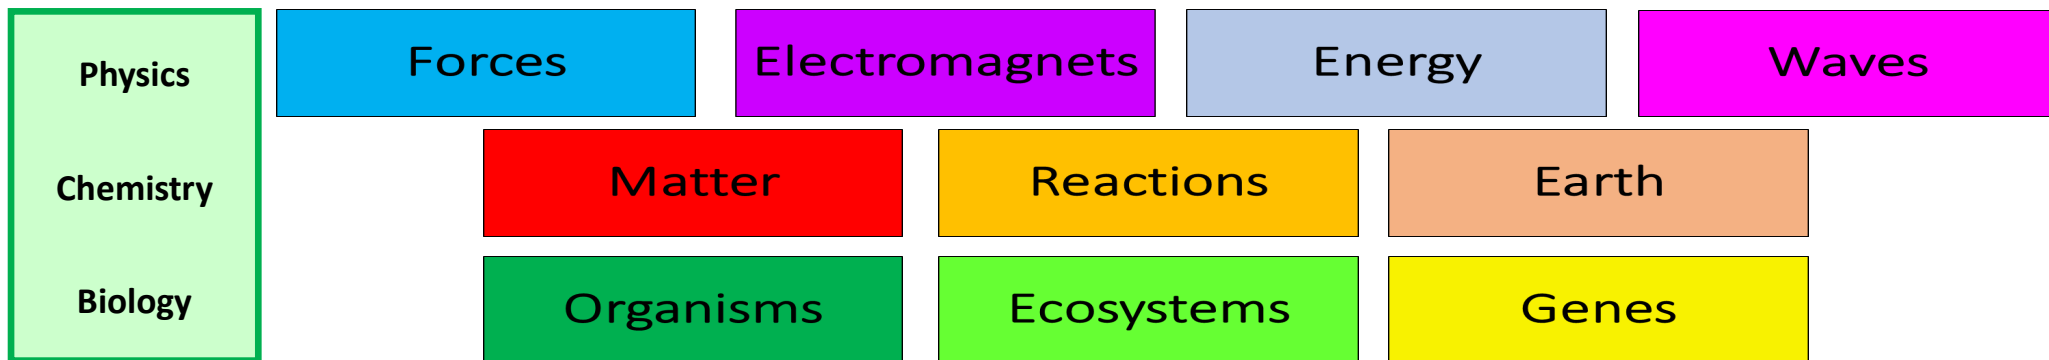 Physics
Forces
Electromagnets
Energy
Waves
Chemistry
Matter
Reactions
Earth
Biology
Organisms
Ecosystems
Genes